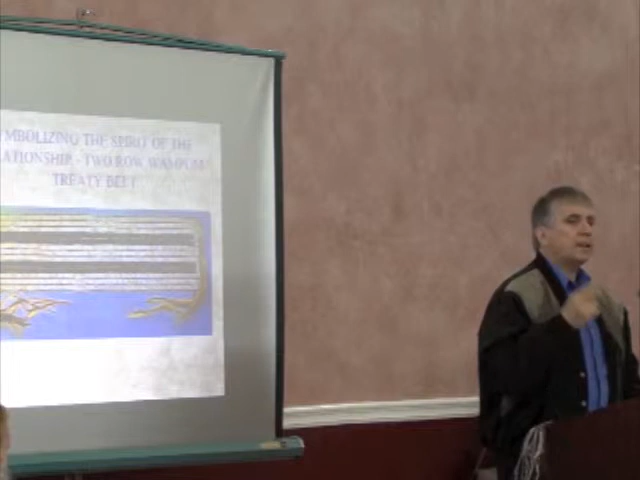 MBOLIZING THE SPIRIT OF THE
LATIONSHIP - TWO ROW WAMPUM
TREATY BELT